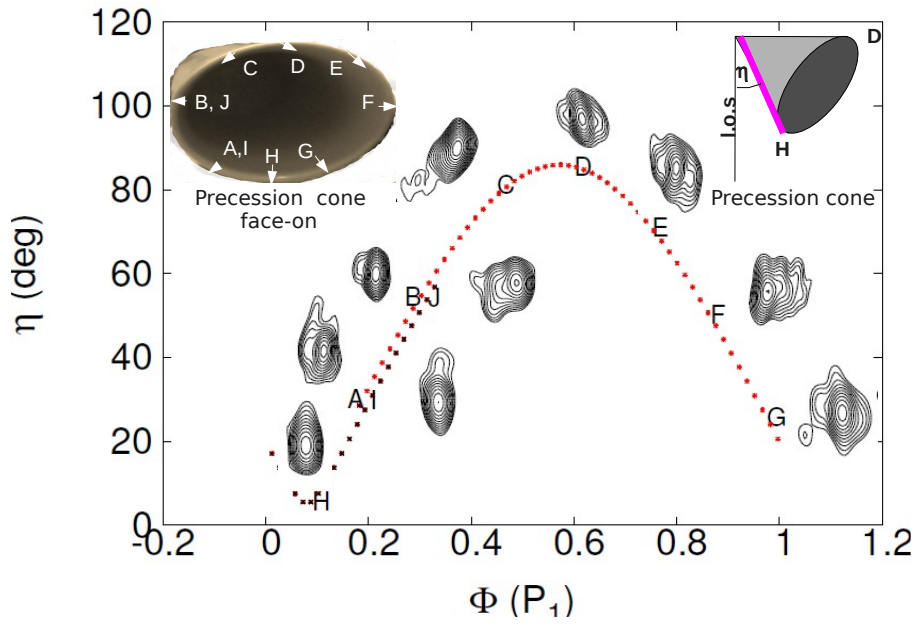 120
100
80
60
40
20
0
η (deg)
-0.2
0
0.2
0.4
0.6
0.8
1
1.2
Φ (P₁)
C
D
E
B, J
F
A,I
H
G
Precession cone
face-on
D
η
l.o.s
H
Precession cone
C
D
E
B
J
F
A
I
G
H